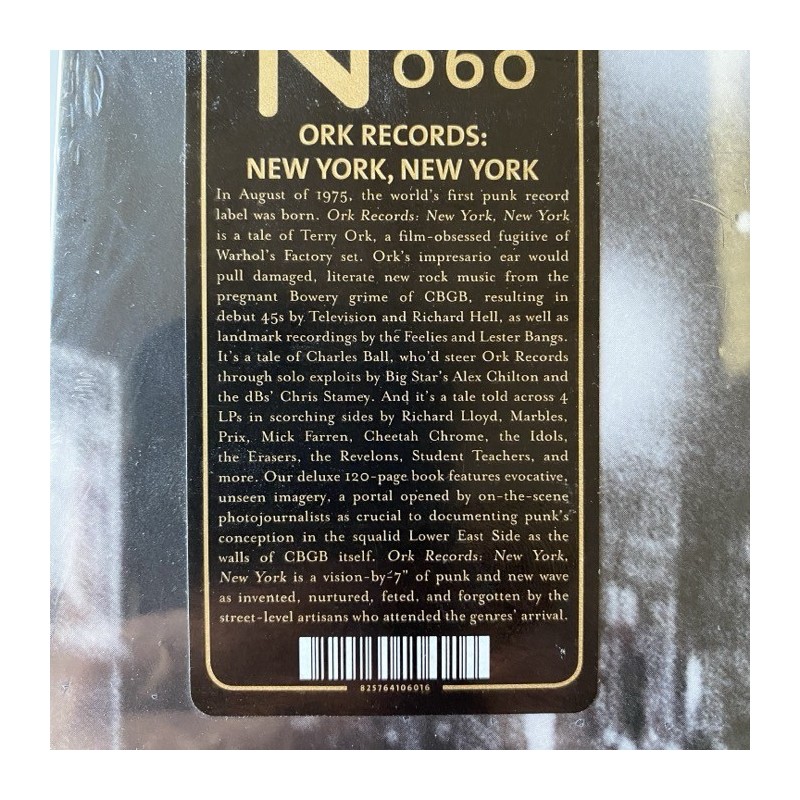 No 060
ORK RECORDS:
NEW YORK, NEW YORK
In August of 1975, the world's first punk record
label was born. Ork Records: New York, New York
is a tale of Terry Ork, a film-obsessed fugitive of
Warhol's Factory set. Ork's impresario ear would
pull damaged, literate new rock music from the
pregnant Bowery grime of CBGB, resulting in
debut 45s by Television and Richard Hell, as well as
landmark recordings by the Feelies and Lester Bangs.
It's a tale of Charles Ball, who'd steer Ork Records
through solo exploits by Big Star's Alex Chilton and
the dBs' Chris Stamey. And it's a tale told across 4
LPs in scorching sides by Richard Lloyd, Marbles,
Prix, Mick Farren, Cheetah Chrome, the Idols,
the Erasers, the Revelons, Student Teachers, and
more. Our deluxe 120-page book features evocative,
unseen imagery, a portal opened by on-the-scene
photojournalists as crucial to documenting punk's
conception in the squalid Lower East Side as the
walls of CBGB itself. Ork Records: New York,
New York is a vision-by-7" of punk and new wave
as invented, nurtured, feted, and forgotten by the
street-level artisans who attended the genres' arrival.
825764106016